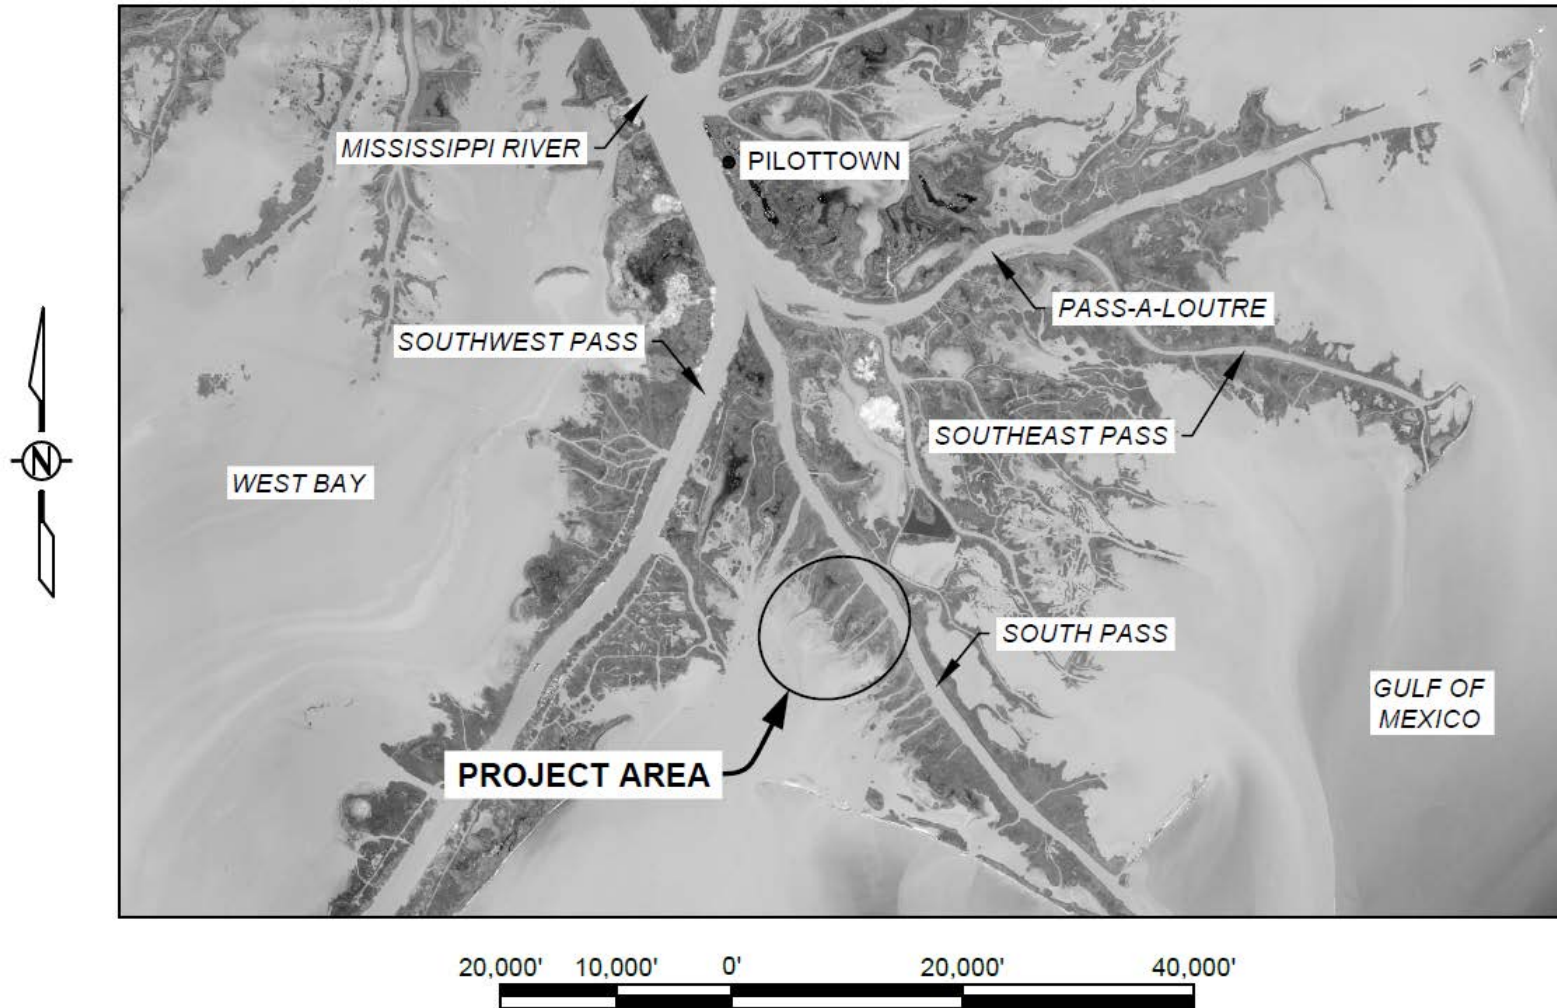 MISSISSIPPI RIVER
PILOTTOWN
PASS-A-LOUTRE
SOUTHWEST PASS
SOUTHEAST PASS
N
WEST BAY
SOUTH PASS
GULF OF
MEXICO
PROJECT AREA
20,000' 10,000' 0' 20,000' 40,000'